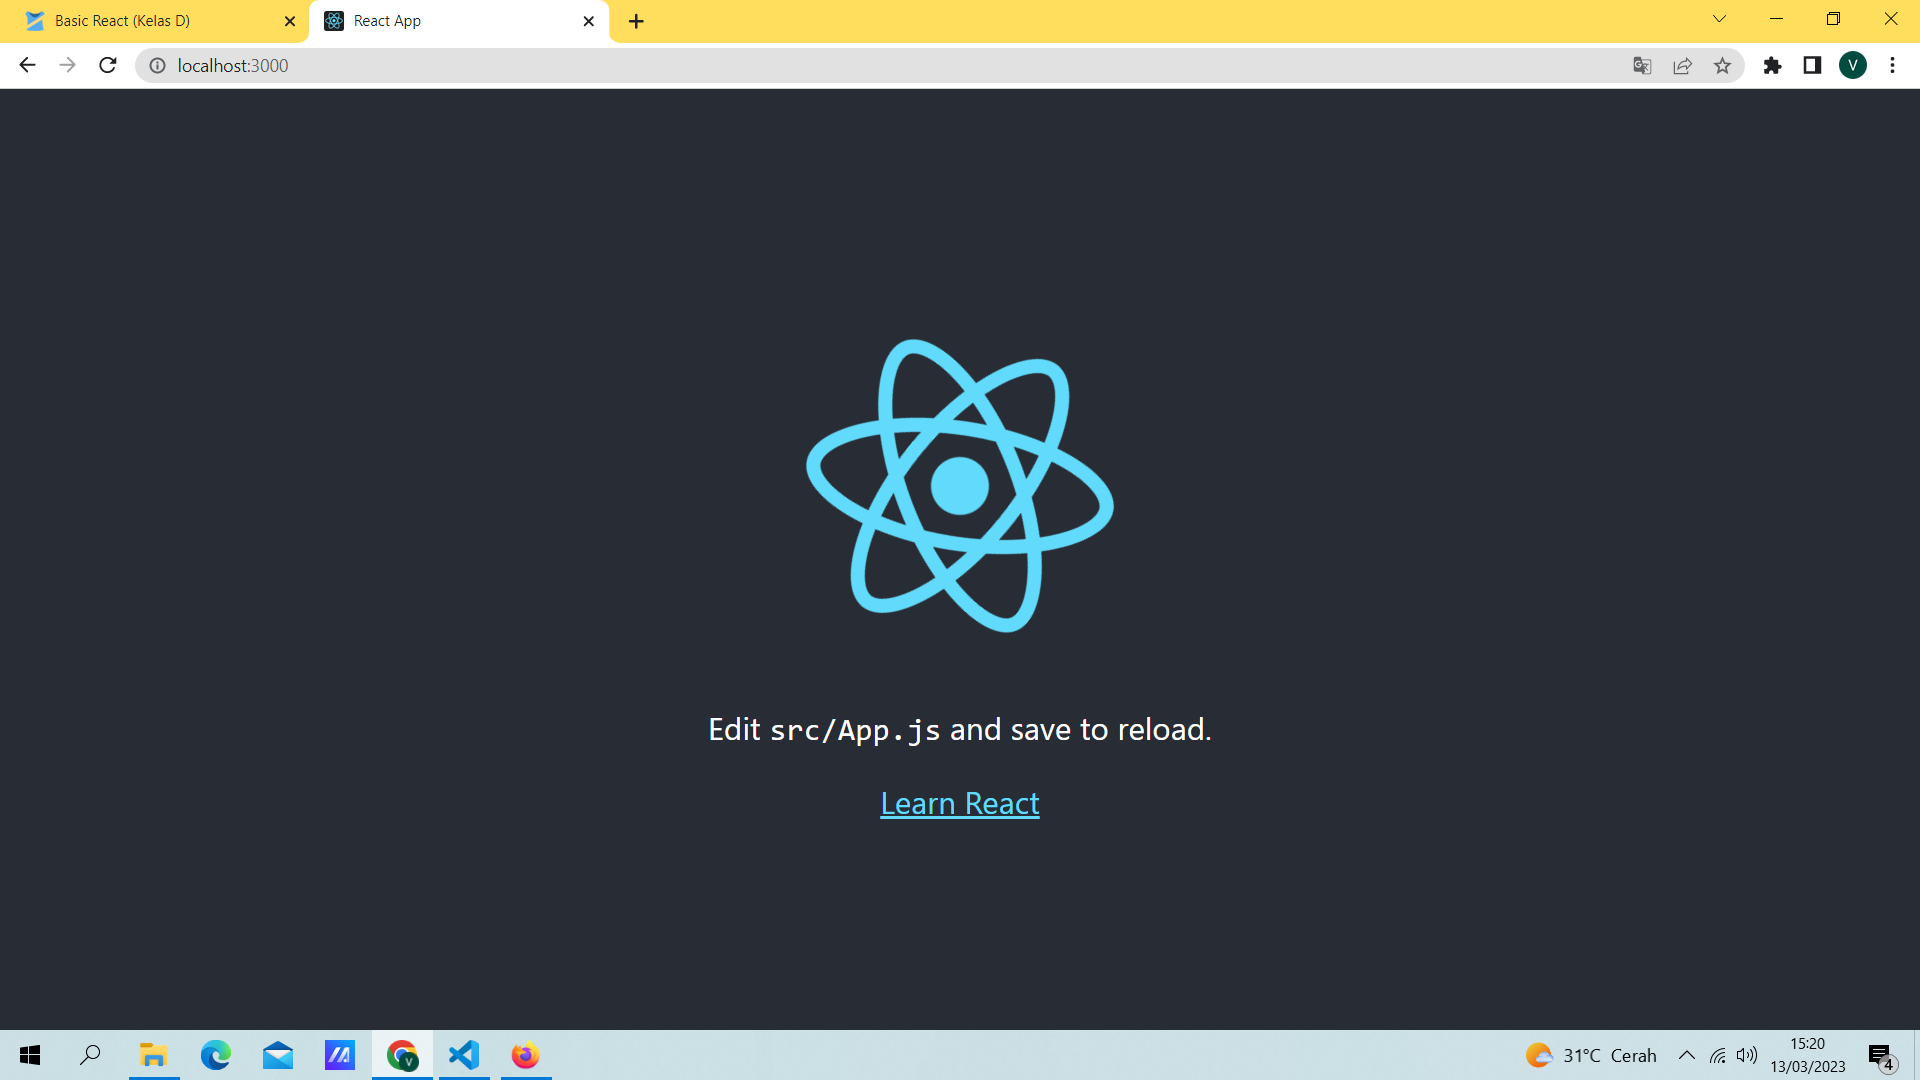 Basic React (Kelas D)
React App
localhost:3000
V
Edit src/App.js and save to reload.
Learn React
V
31°C Cerah
15:20
13/03/2023
4